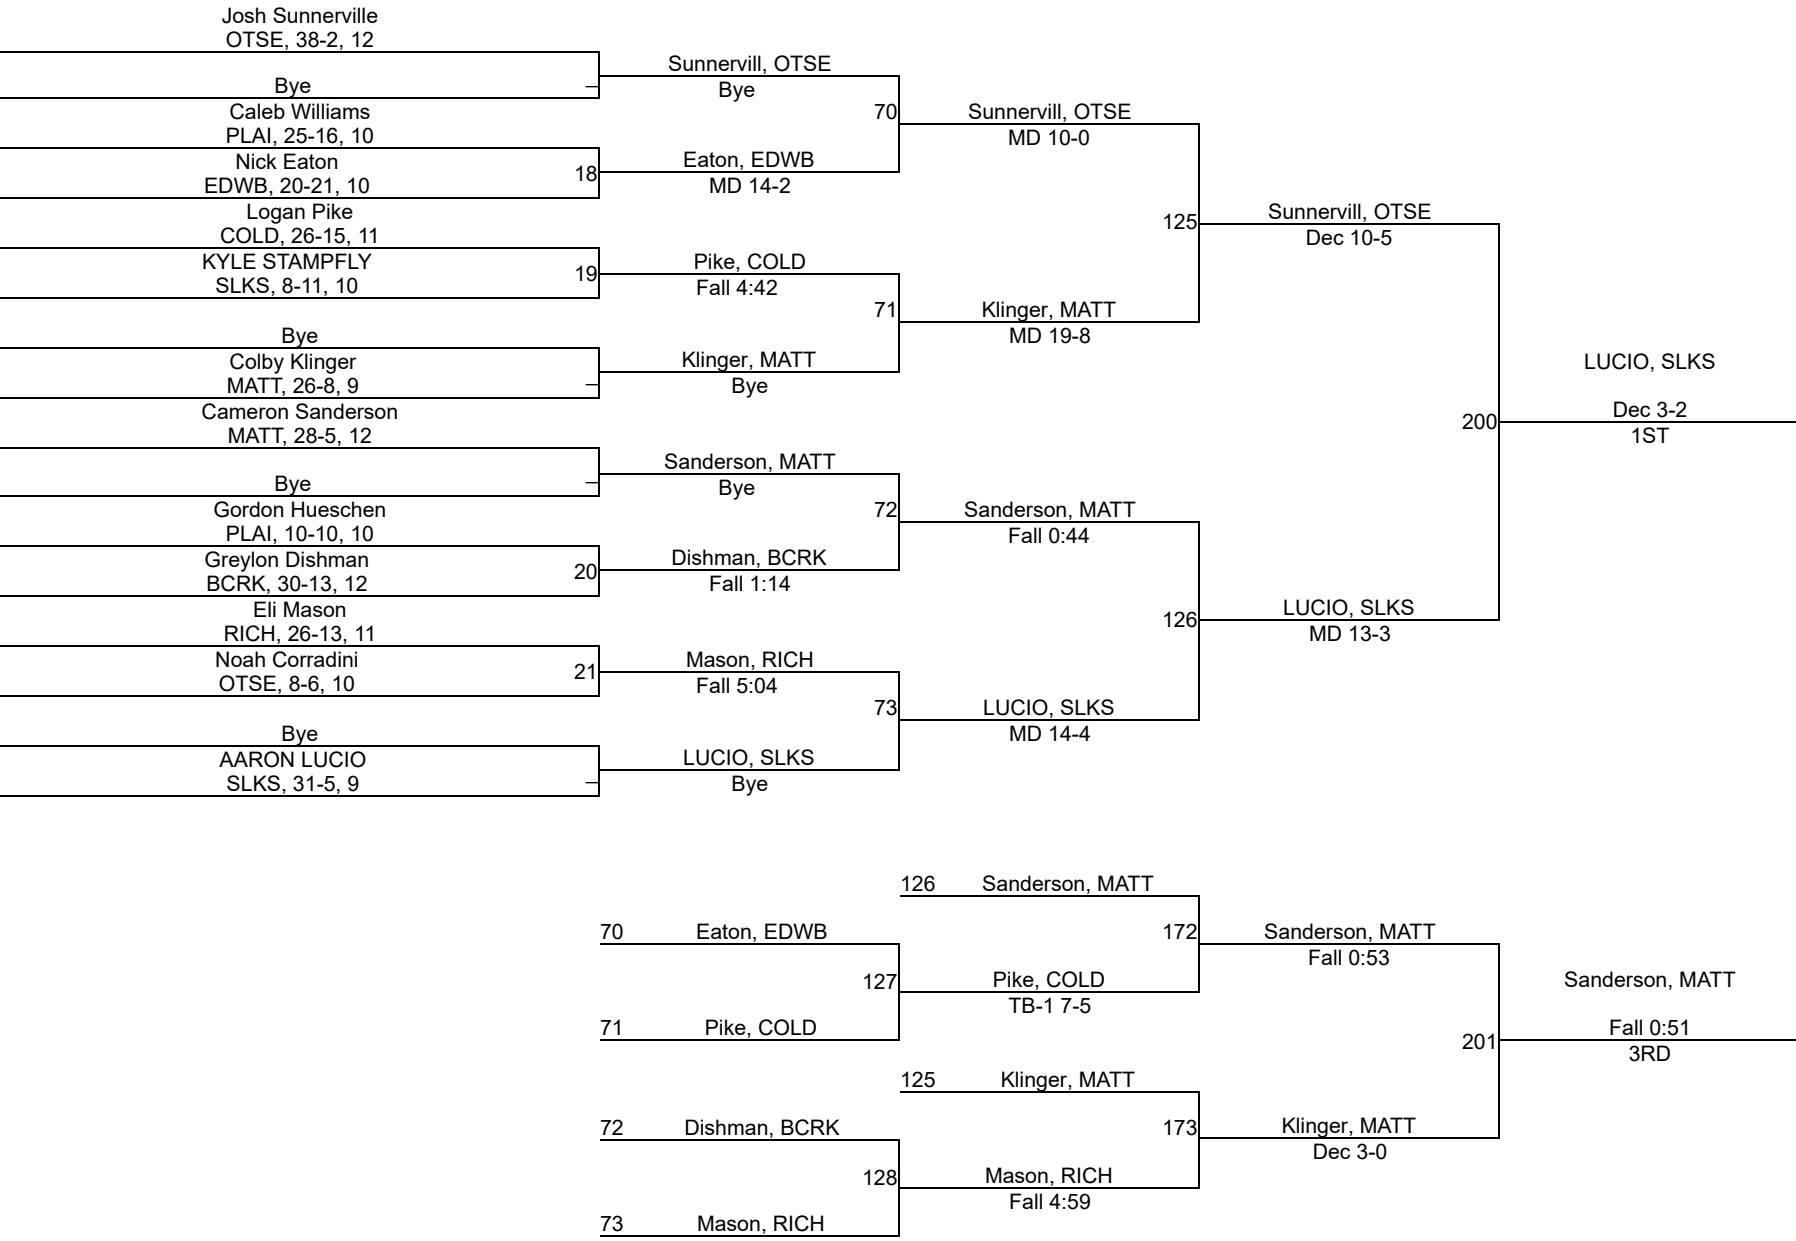 Josh Sunnerville
OTSE, 38-2, 12
Bye
–
Caleb Williams
PLAI, 25-16, 10
Nick Eaton
EDWB, 20-21, 10
18
Logan Pike
COLD, 26-15, 11
KYLE STAMPFLY
SLKS, 8-11, 10
19
Bye
Colby Klinger
MATT, 26-8, 9
–
Cameron Sanderson
MATT, 28-5, 12
Bye
–
Gordon Hueschen
PLAI, 10-10, 10
Greylon Dishman
BCRK, 30-13, 12
20
Eli Mason
RICH, 26-13, 11
Noah Corradini
OTSE, 8-6, 10
21
Bye
AARON LUCIO
SLKS, 31-5, 9
–
Sunnervill, OTSE
Bye
70
Eaton, EDWB
MD 14-2
Pike, COLD
Fall 4:42
71
Klinger, MATT
Bye
Sanderson, MATT
Bye
72
Dishman, BCRK
Fall 1:14
Mason, RICH
Fall 5:04
73
LUCIO, SLKS
Bye
Sunnervill, OTSE
MD 10-0
125
Klinger, MATT
MD 19-8
Sanderson, MATT
Fall 0:44
126
LUCIO, SLKS
MD 14-4
Sunnervill, OTSE
Dec 10-5
200
LUCIO, SLKS
MD 13-3
LUCIO, SLKS
Dec 3-2
1ST
126 Sanderson, MATT
70 Eaton, EDWB
127
71 Pike, COLD
Pike, COLD
TB-1 7-5
172
125 Klinger, MATT
72 Dishman, BCRK
128
73 Mason, RICH
Mason, RICH
Fall 4:59
173
Sanderson, MATT
Fall 0:53
201
Klinger, MATT
Dec 3-0
Sanderson, MATT
Fall 0:51
3RD